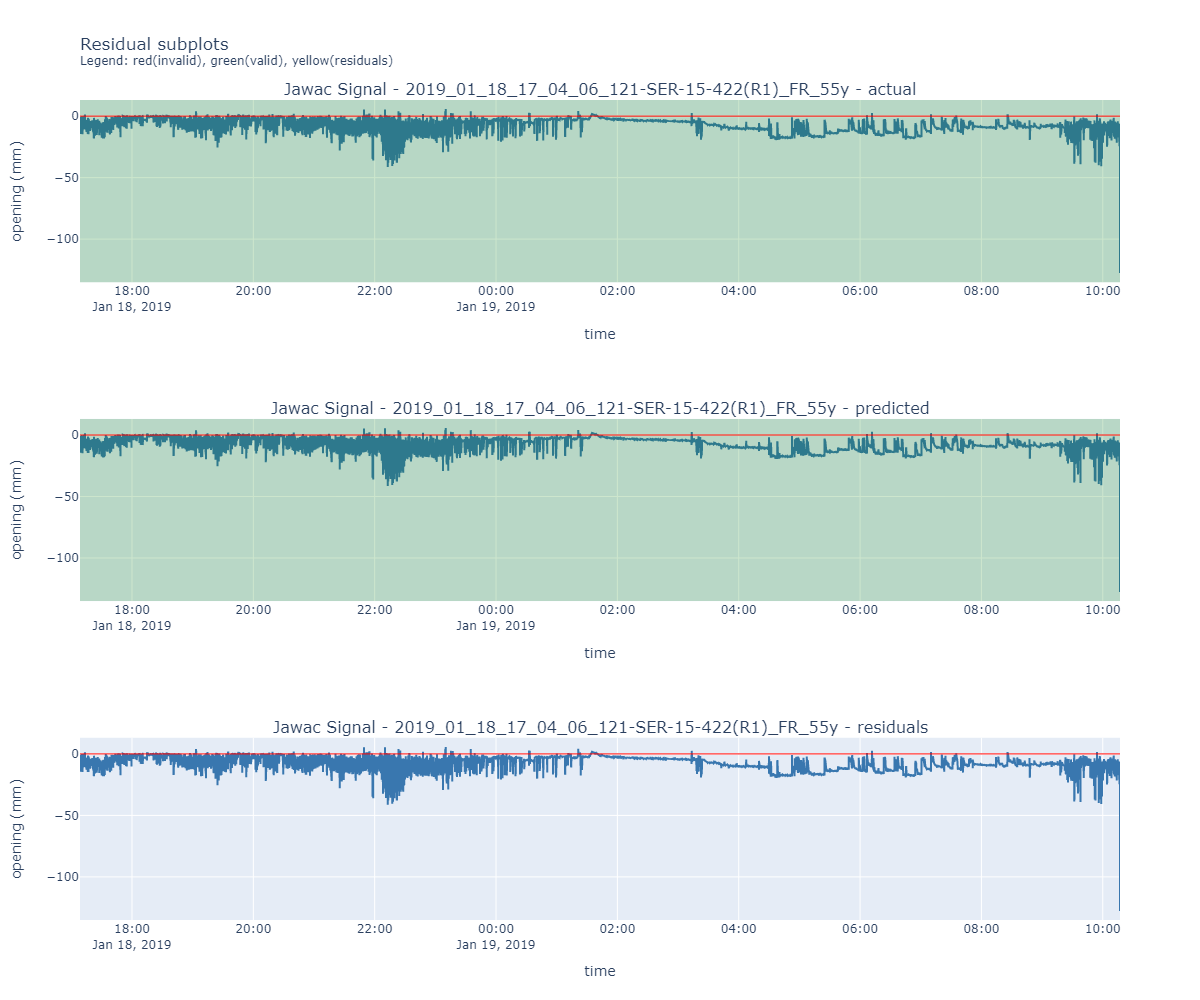 Residual subplots
Legend: red(invalid), green(valid), yellow(residuals)
Jawac Signal - 2019_01_18_17_04_06_121-SER-15-422(R1)_FR_55y - actual
0
−50
−100
opening (mm)
18:00 20:00 22:00 00:00 02:00 04:00 06:00 08:00 10:00
Jan 18, 2019 Jan 19, 2019
time
Jawac Signal - 2019_01_18_17_04_06_121-SER-15-422(R1)_FR_55y - predicted
0
−50
−100
opening (mm)
18:00 20:00 22:00 00:00 02:00 04:00 06:00 08:00 10:00
Jan 18, 2019 Jan 19, 2019
time
Jawac Signal - 2019_01_18_17_04_06_121-SER-15-422(R1)_FR_55y - residuals
0
−50
−100
opening (mm)
18:00 20:00 22:00 00:00 02:00 04:00 06:00 08:00 10:00
Jan 18, 2019 Jan 19, 2019
time